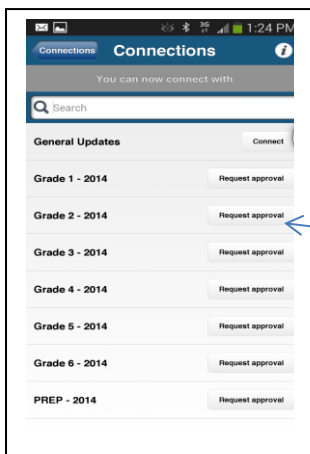 3G 1:24 PM
Connections Connections i
You can now connect with
Search
General Updates Connect
Grade 1 - 2014 Request approval
Grade 2 - 2014 Request approval
Grade 3 - 2014 Request approval
Grade 4 - 2014 Request approval
Grade 5 - 2014 Request approval
Grade 6 - 2014 Request approval
PREP - 2014 Request approval